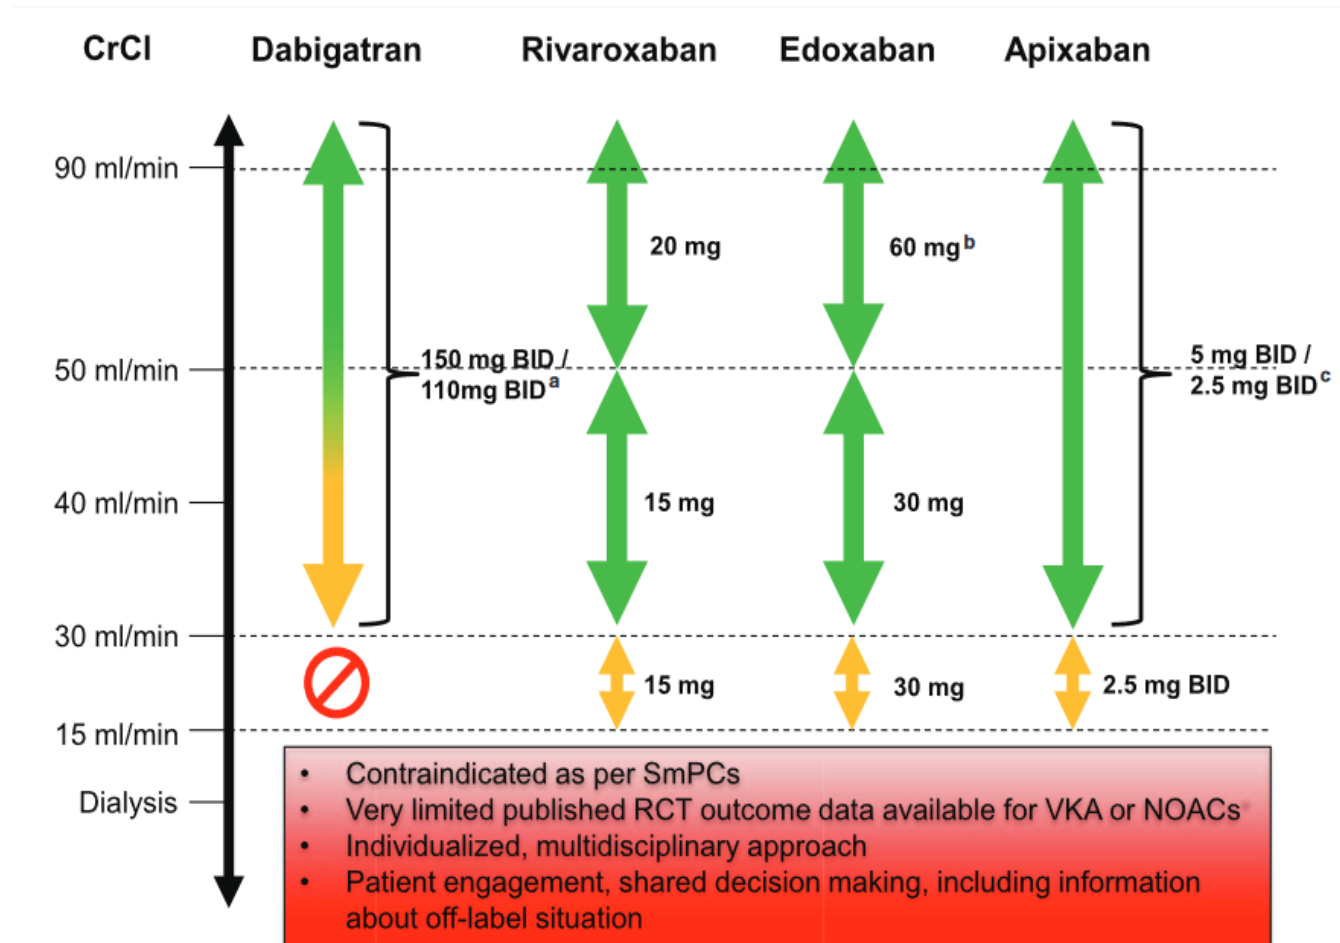 CrCl Dabigatran Rivaroxaban Edoxaban Apixaban
90 ml/min
20 mg 60 mg b
50 ml/min
150 mg BID /
110mg BID a
5 mg BID /
2.5 mg BID c
40 ml/min
15 mg 30 mg
30 ml/min
15 mg 30 mg 2.5 mg BID
15 ml/min
Dialysis
• Contraindicated as per SmPCs
• Very limited published RCT outcome data available for VKA or NOACs
• Individualized, multidisciplinary approach
• Patient engagement, shared decision making, including information
about off-label situation